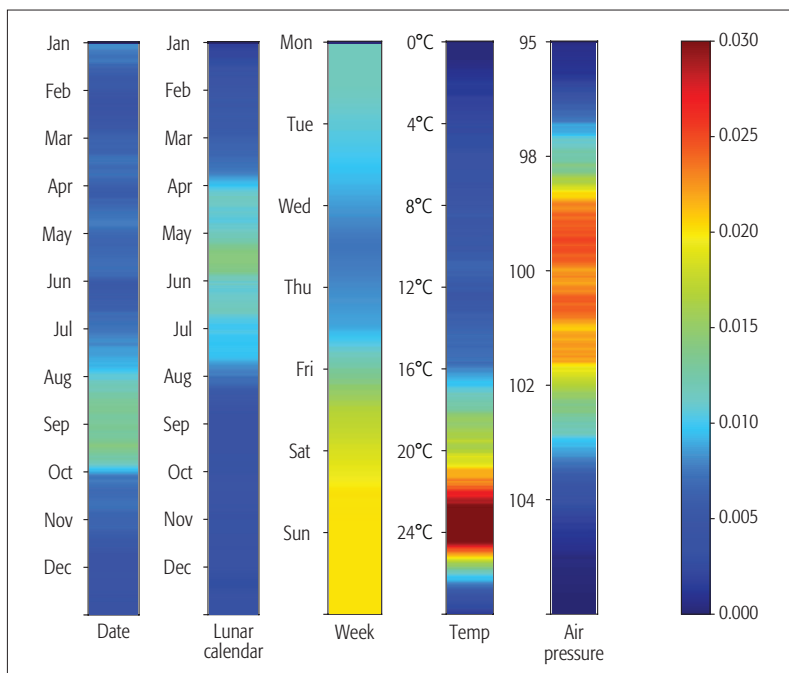 Jan
Feb
Mar
Apr
May
Jun
Jul
Aug
Sep
Oct
Nov
Dec
Date
Jan
Feb
Mar
Apr
May
Jun
Jul
Aug
Sep
Oct
Nov
Dec
Lunar
calendar
Mon
Tue
Wed
Thu
Fri
Sat
Sun
Week
0°C
4°C
8°C
12°C
16°C
20°C
24°C
Temp
95
98
100
102
104
Air
pressure
0.030
0.025
0.020
0.015
0.010
0.005
0.000